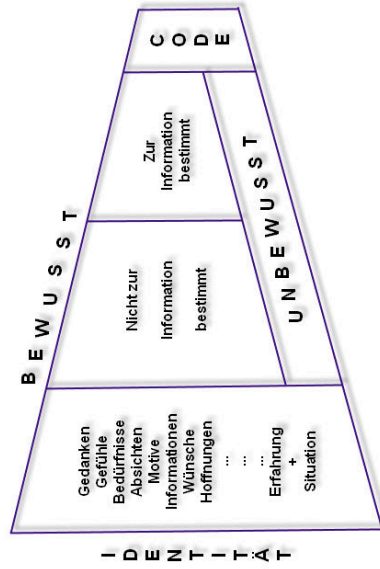 BEWUSST
IDENTITÄT
Gedanken
Gefühle
Bedürfnisse
Absichten
Motive
Informationen
Wünsche
Hoffnungen
...
...
...
Erfahrung
+
Situation
Nicht zur
Information
bestimmt
Zur
Information
bestimmt
CODE
UNBEWUSST